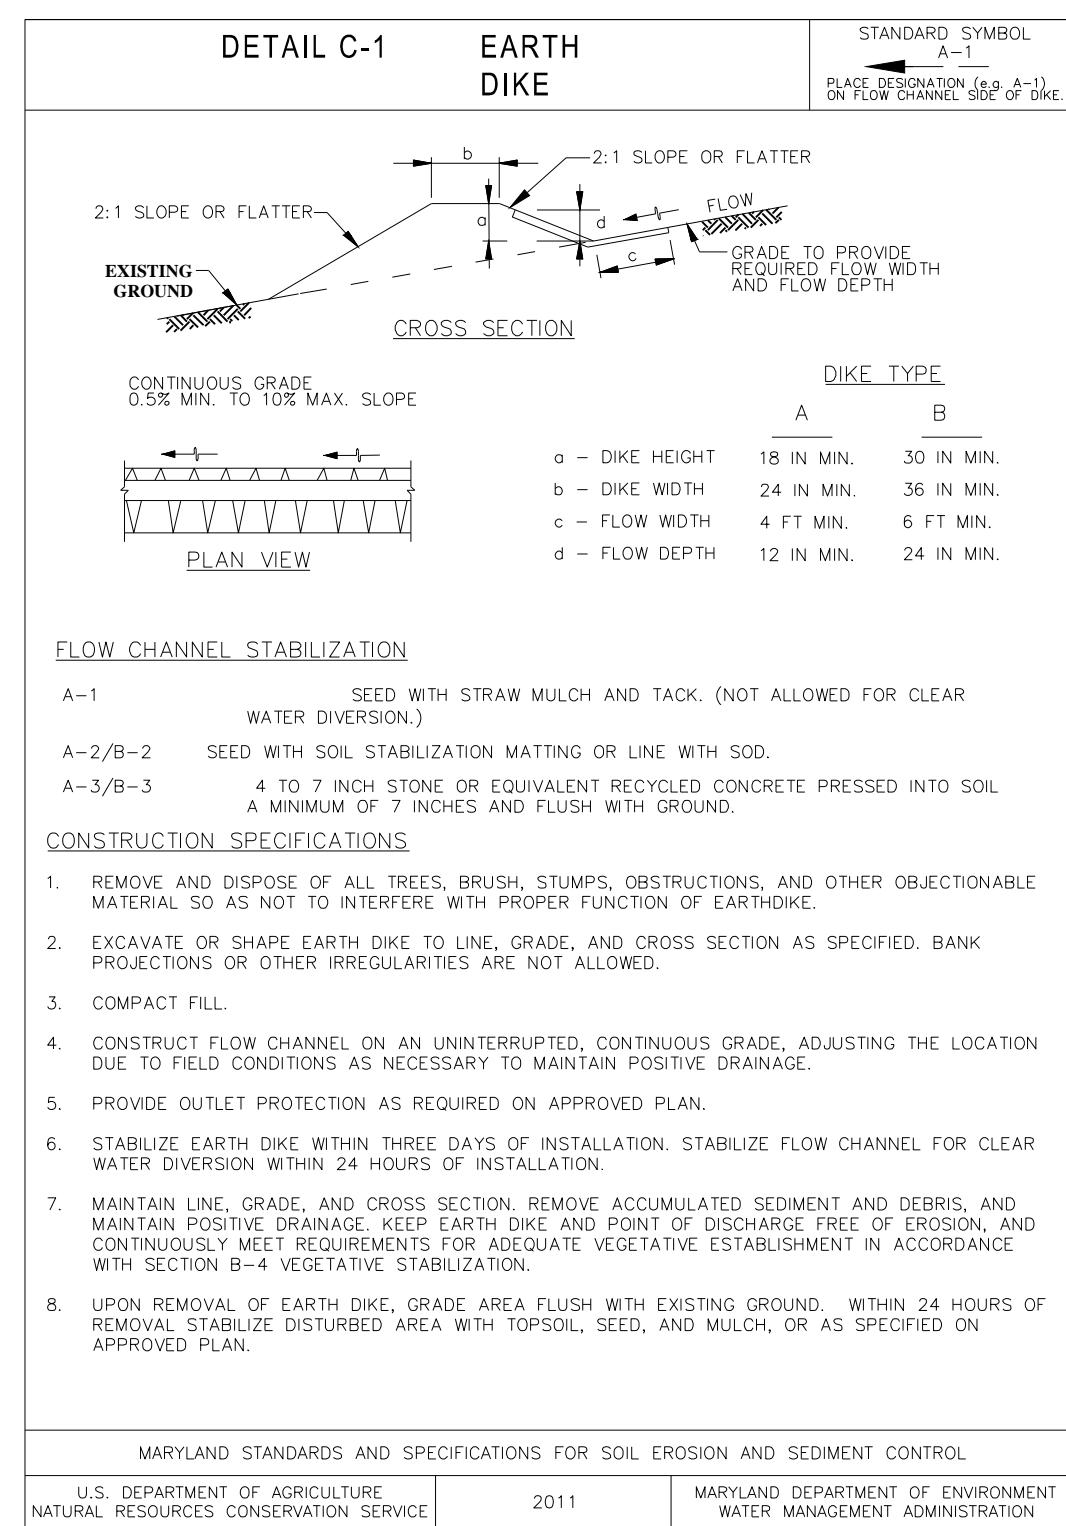 DETAIL C-1 EARTH
DIKE
STANDARD SYMBOL
A-1
PLACE DESIGNATION (e.g. A-1)
ON FLOW CHANNEL SIDE OF DIKE.
b
2:1 SLOPE OR FLATTER
2:1 SLOPE OR FLATTER
a
d
FLOW
c
GRADE TO PROVIDE
REQUIRED FLOW WIDTH
AND FLOW DEPTH
EXISTING
GROUND
CROSS SECTION
CONTINUOUS GRADE
0.5% MIN. TO 10% MAX. SLOPE
PLAN VIEW
DIKE TYPE
A B
a - DIKE HEIGHT 18 IN MIN. 30 IN MIN.
b - DIKE WIDTH 24 IN MIN. 36 IN MIN.
c - FLOW WIDTH 4 FT MIN. 6 FT MIN.
d - FLOW DEPTH 12 IN MIN. 24 IN MIN.
FLOW CHANNEL STABILIZATION
A-1 SEED WITH STRAW MULCH AND TACK. (NOT ALLOWED FOR CLEAR
WATER DIVERSION.)
A-2/B-2 SEED WITH SOIL STABILIZATION MATTING OR LINE WITH SOD.
A-3/B-3 4 TO 7 INCH STONE OR EQUIVALENT RECYCLED CONCRETE PRESSED INTO SOIL
A MINIMUM OF 7 INCHES AND FLUSH WITH GROUND.
CONSTRUCTION SPECIFICATIONS
1. REMOVE AND DISPOSE OF ALL TREES, BRUSH, STUMPS, OBSTRUCTIONS, AND OTHER OBJECTIONABLE
MATERIAL SO AS NOT TO INTERFERE WITH PROPER FUNCTION OF EARTHDIKE.
2. EXCAVATE OR SHAPE EARTH DIKE TO LINE, GRADE, AND CROSS SECTION AS SPECIFIED. BANK
PROJECTIONS OR OTHER IRREGULARITIES ARE NOT ALLOWED.
3. COMPACT FILL.
4. CONSTRUCT FLOW CHANNEL ON AN UNINTERRUPTED, CONTINUOUS GRADE, ADJUSTING THE LOCATION
DUE TO FIELD CONDITIONS AS NECESSARY TO MAINTAIN POSITIVE DRAINAGE.
5. PROVIDE OUTLET PROTECTION AS REQUIRED ON APPROVED PLAN.
6. STABILIZE EARTH DIKE WITHIN THREE DAYS OF INSTALLATION. STABILIZE FLOW CHANNEL FOR CLEAR
WATER DIVERSION WITHIN 24 HOURS OF INSTALLATION.
7. MAINTAIN LINE, GRADE, AND CROSS SECTION. REMOVE ACCUMULATED SEDIMENT AND DEBRIS, AND
MAINTAIN POSITIVE DRAINAGE. KEEP EARTH DIKE AND POINT OF DISCHARGE FREE OF EROSION, AND
CONTINUOUSLY MEET REQUIREMENTS FOR ADEQUATE VEGETATIVE ESTABLISHMENT IN ACCORDANCE
WITH SECTION B-4 VEGETATIVE STABILIZATION.
8. UPON REMOVAL OF EARTH DIKE, GRADE AREA FLUSH WITH EXISTING GROUND. WITHIN 24 HOURS OF
REMOVAL STABILIZE DISTURBED AREA WITH TOPSOIL, SEED, AND MULCH, OR AS SPECIFIED ON
APPROVED PLAN.
MARYLAND STANDARDS AND SPECIFICATIONS FOR SOIL EROSION AND SEDIMENT CONTROL
U.S. DEPARTMENT OF AGRICULTURE
NATURAL RESOURCES CONSERVATION SERVICE
2011
MARYLAND DEPARTMENT OF ENVIRONMENT
WATER MANAGEMENT ADMINISTRATION